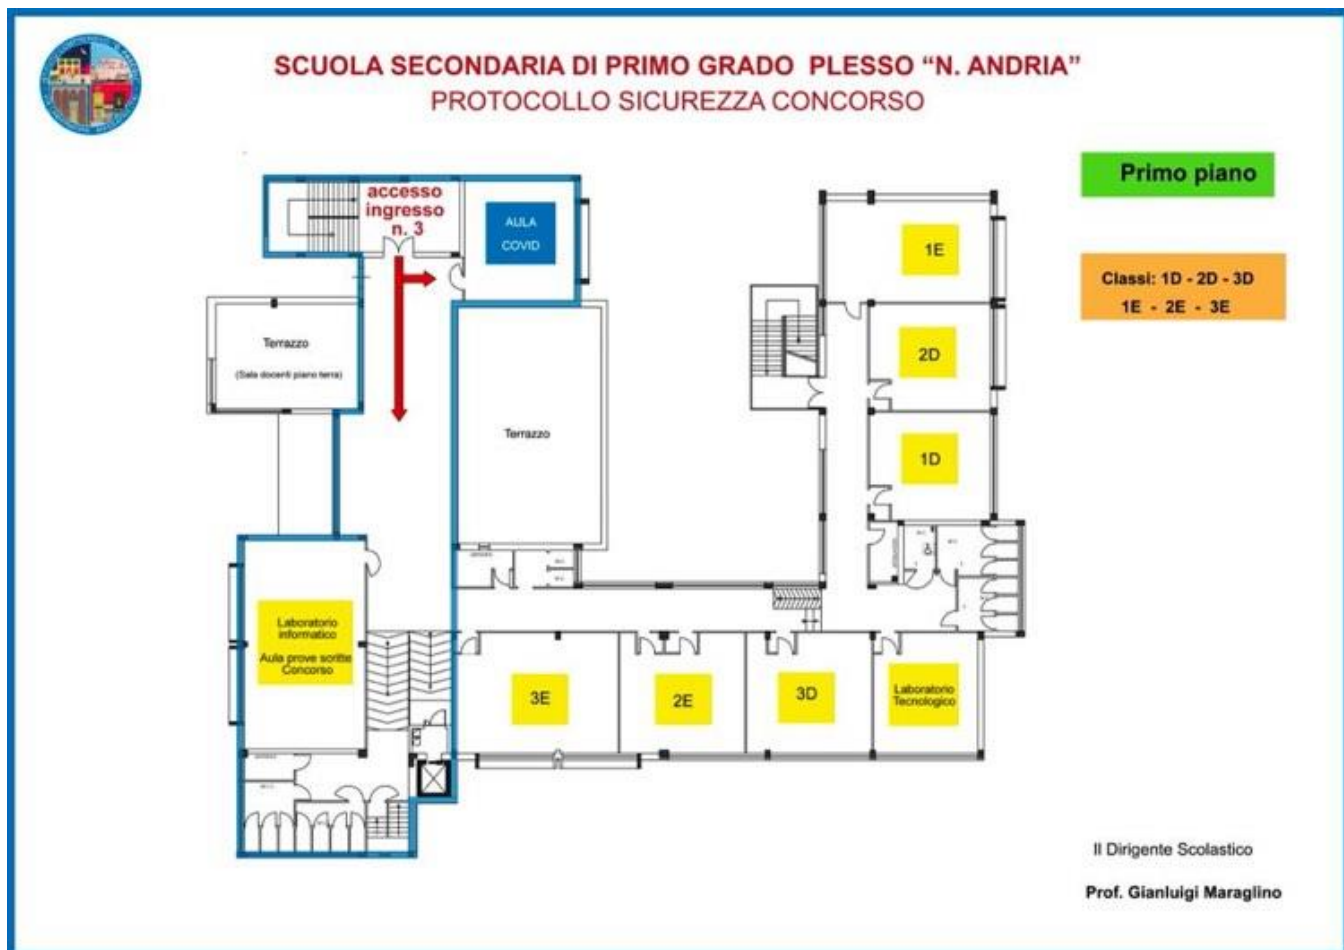 SCUOLA SECONDARIA DI PRIMO GRADO PLESSO “N. ANDRIA”
PROTOCOLLO SICUREZZA CONCORSO
Primo piano
Classi: 1D - 2D - 3D
1E - 2E - 3E
accesso
ingresso
n. 3
AULA
COVID
1E
Terrazzo
(Sala docenti piano terra)
2D
Terrazzo
1D
Laboratorio
informatico
Aula prove scritte
Concorso
3E
2E
3D
Laboratorio
Tecnologico
Il Dirigente Scolastico
Prof. Gianluigi Maraglino